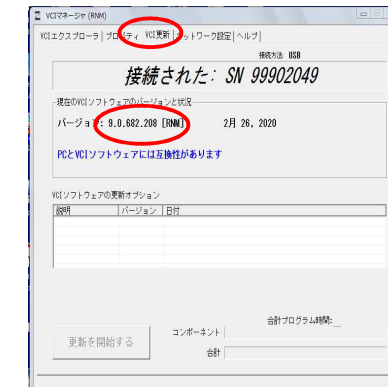 VCIマネージャ (RNM)
VCIエクスプローラ| プロパティ VCI更新 |ネットワーク設定|ヘルプ|
接続方法: USB
接続された: SN 99902049
現在のVCIソフトウェアのバージョンと状況
バージョン: 9.0.682.208 [RNM] 2月 26, 2020
PCとVCIソフトウェアには互換性があります
VCIソフトウェアの更新オプション
説明 バージョン 日付
合計プログラム時間:
コンポーネント
更新を開始する
合計